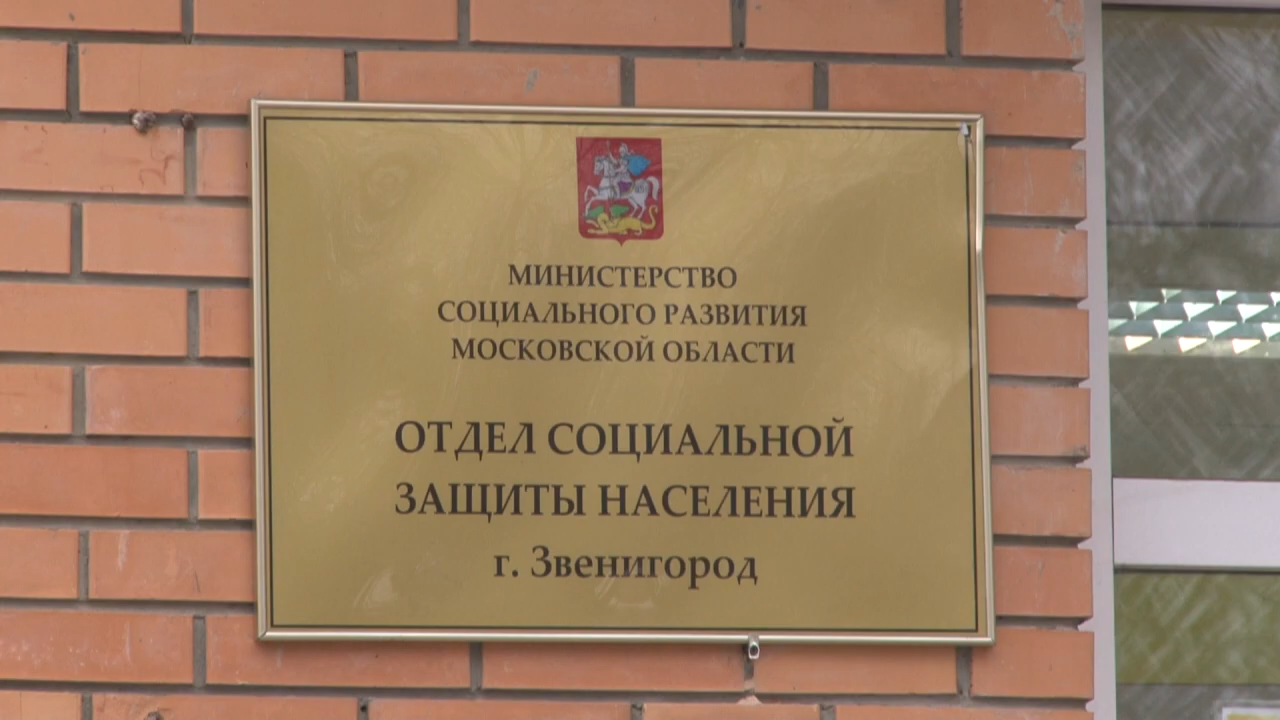 МИНИСТЕРСТВО
СОЦИАЛЬНОГО РАЗВИТИЯ
МОСКОВСКОЙ ОБЛАСТИ
ОТДЕЛ СОЦИАЛЬНОЙ
ЗАЩИТЫ НАСЕЛЕНИЯ
г. Звенигород